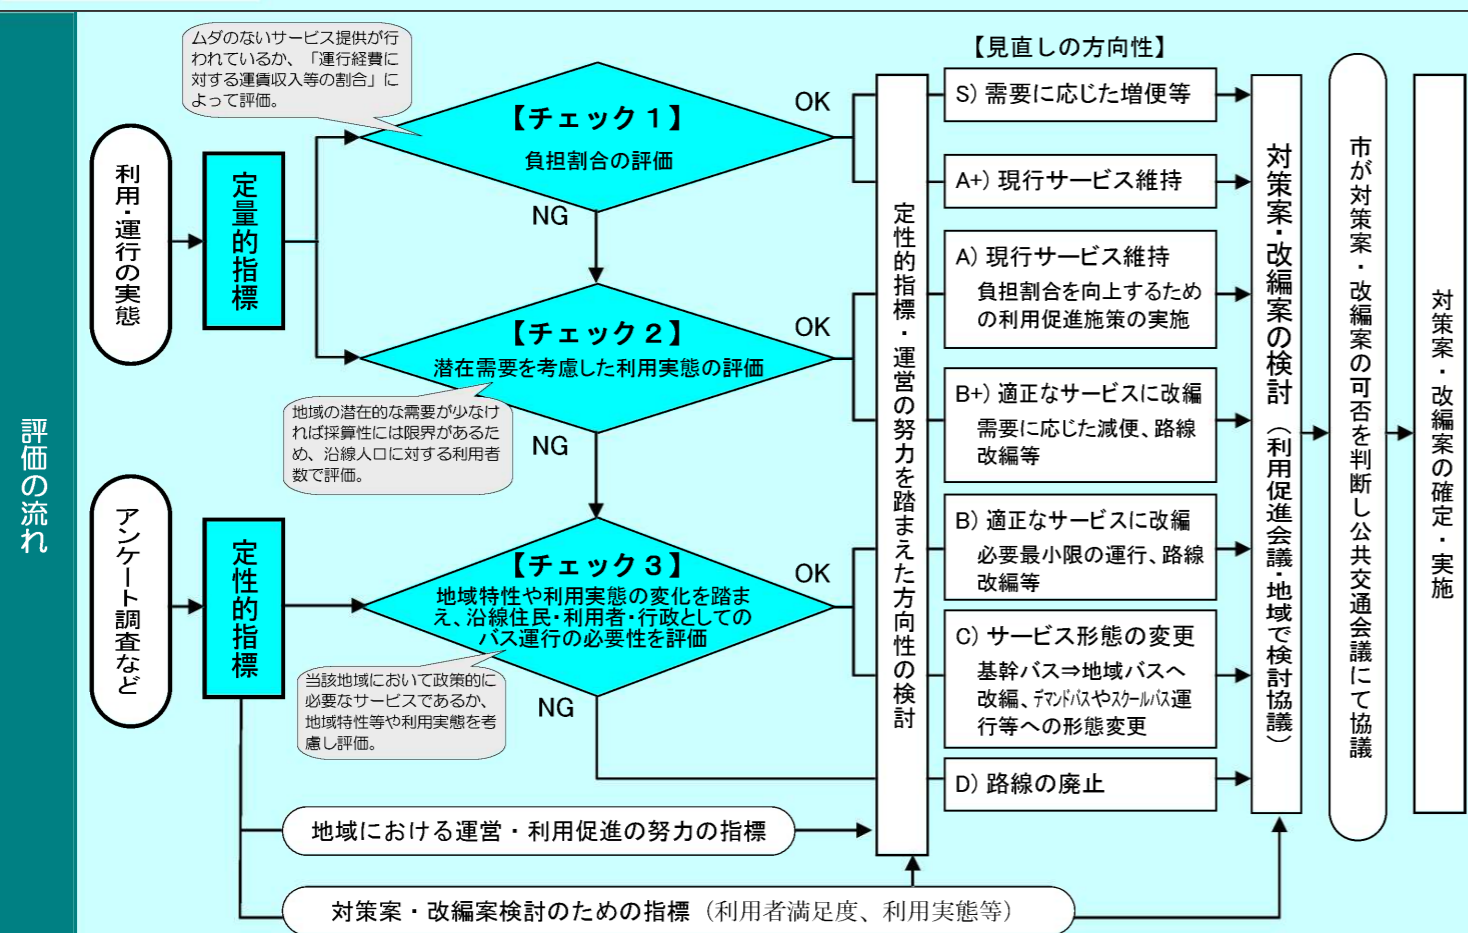 評価の流れ
利用・運行の実態
定量的指標
アンケート調査など
定性的指標
ムダのないサービス提供が行
われているか、「運行経費に
対する運賃収入等の割合」に
よって評価。
【チェック１】
負担割合の評価
OK
NG
【チェック２】
潜在需要を考慮した利用実態の評価
OK
NG
地域の潜在的な需要が少なけ
れば採算性には限界があるた
め、沿線人口に対する利用者
数で評価。
【チェック３】
地域特性や利用実態の変化を踏ま
え、沿線住民・利用者・行政としての
バス運行の必要性を評価
OK
NG
当該地域において政策的に
必要なサービスであるか、
地域特性等や利用実態を考
慮し評価。
地域における運営・利用促進の努力の指標
対策案・改編案検討のための指標（利用者満足度、利用実態等）
定性的指標・運営の努力を踏まえた方向性の検討
【見直しの方向性】
S）需要に応じた増便等
A+）現行サービス維持
A）現行サービス維持
負担割合を向上するため
の利用促進施策の実施
B+）適正なサービスに改編
需要に応じた減便、路線
改編等
B）適正なサービスに改編
必要最小限の運行、路線
改編等
C）サービス形態の変更
基幹バス⇒地域バスへ
改編、ﾃﾞﾏﾝﾄﾞﾊﾞｽやｽｸｰﾙﾊﾞｽ運
行等への形態変更
D）路線の廃止
対策案・改編案の検討（利用促進会議・地域で検討協議）
市が対策案・改編案の可否を判断し公共交通会議にて協議
対策案・改編案の確定・実施